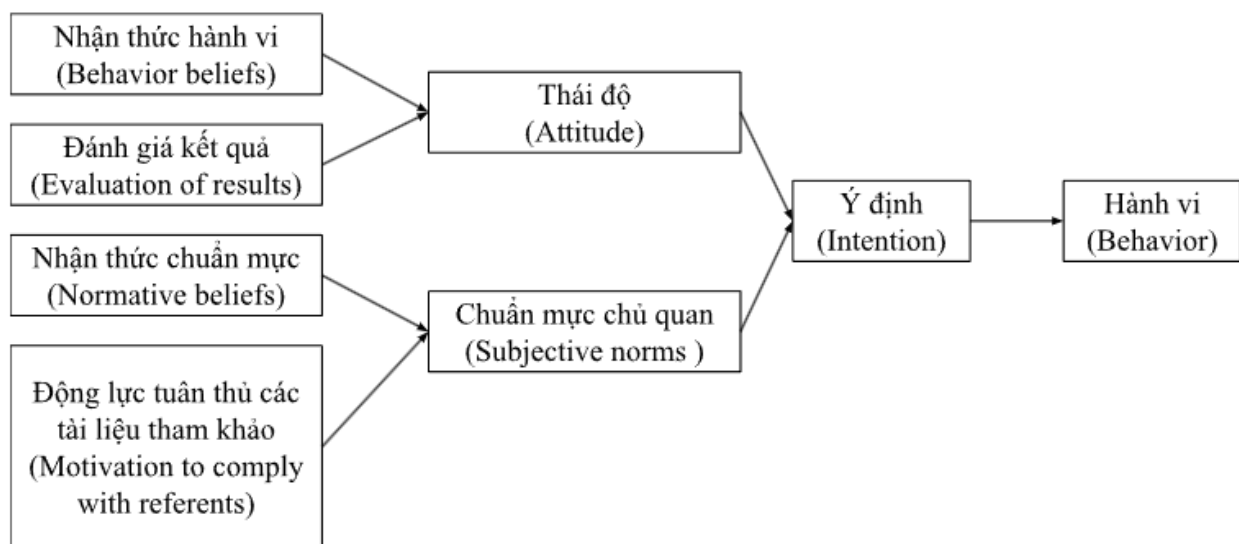 Nhận thức hành vi
(Behavior beliefs)
Đánh giá kết quả
(Evaluation of results)
Nhận thức chuẩn mực
(Normative beliefs)
Động lực tuân thủ các
tài liệu tham khảo
(Motivation to comply
with referents)
Thái độ
(Attitude)
Chuẩn mực chủ quan
(Subjective norms )
Ý định
(Intention)
Hành vi
(Behavior)